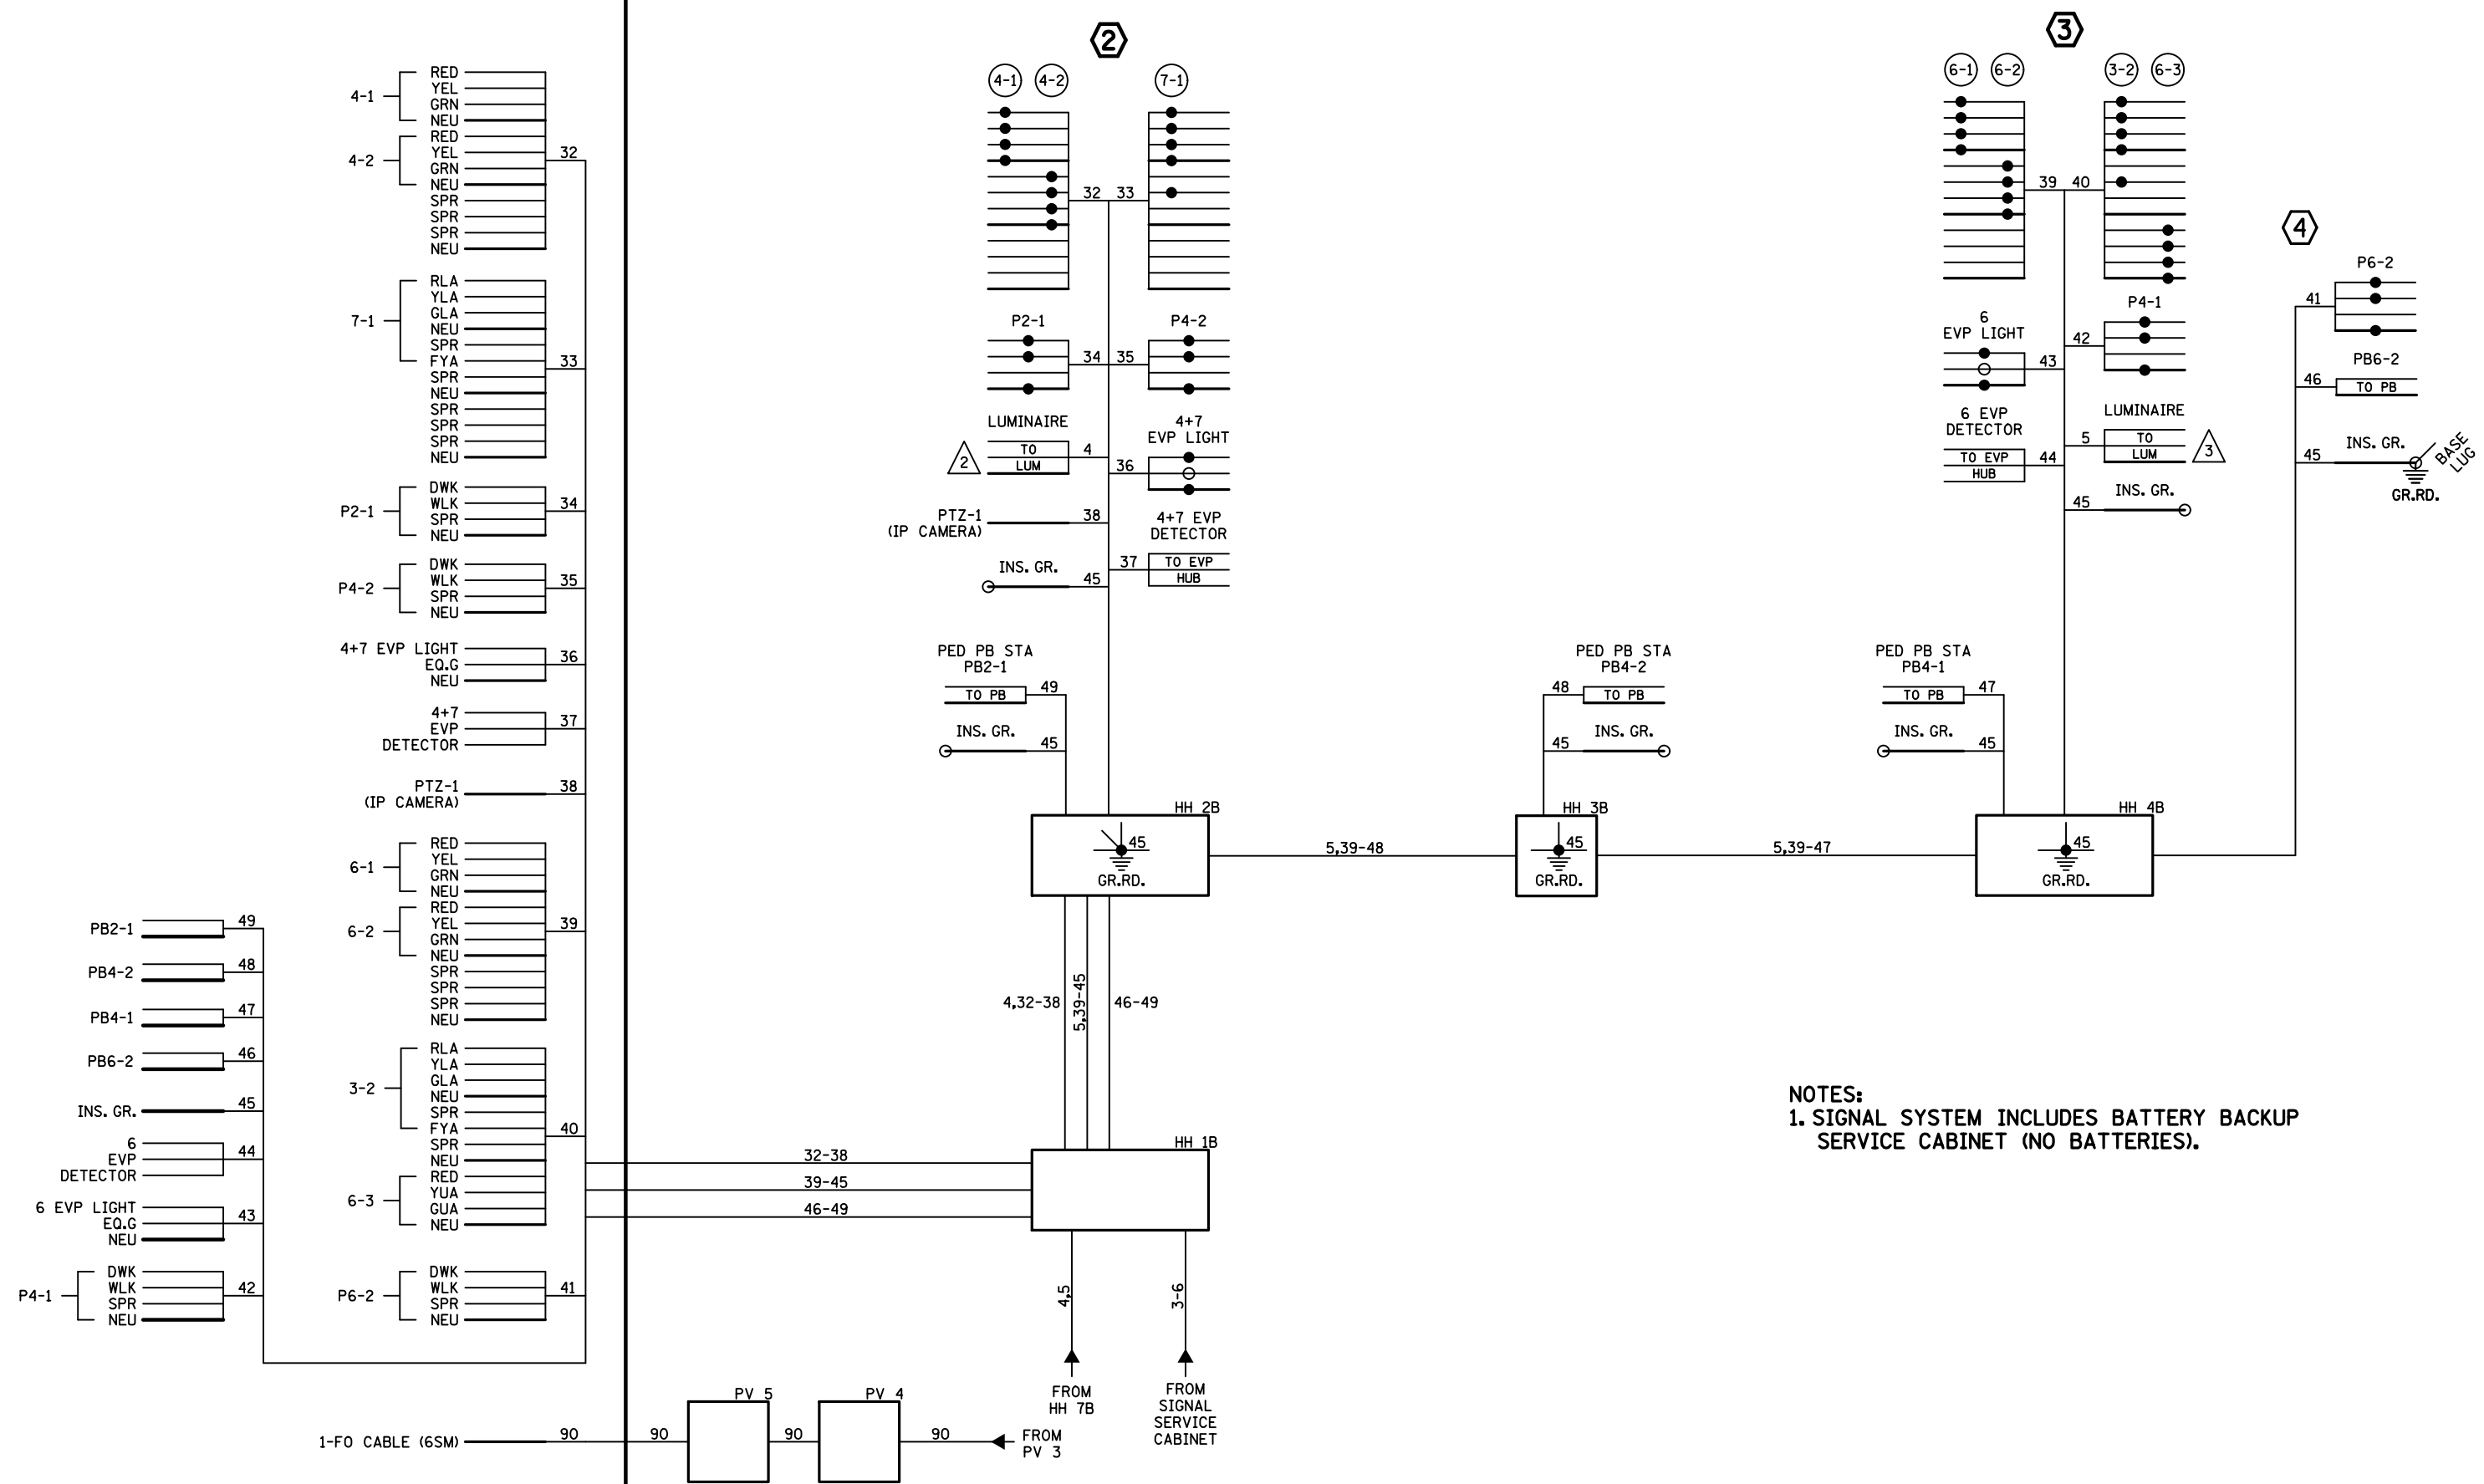 4-1
RED
YEL
GRN
NEU
4-2
RED
YEL
GRN
NEU
SPR
SPR
SPR
NEU
32
7-1
RLA
YLA
GLA
NEU
SPR
FYA
SPR
NEU
SPR
SPR
SPR
NEU
33
P2-1
DWK
WLK
SPR
NEU
34
P4-2
DWK
WLK
SPR
NEU
35
4+7 EVP LIGHT
EQ.G
NEU
36
4+7
EVP
DETECTOR
37
PTZ-1
(IP CAMERA)
38
6-1
RED
YEL
GRN
NEU
6-2
RED
YEL
GRN
NEU
SPR
SPR
SPR
NEU
39
3-2
RLA
YLA
GLA
NEU
SPR
FYA
SPR
NEU
6-3
RED
YUA
GUA
NEU
40
P6-2
DWK
WLK
SPR
NEU
41
PB2-1
49
PB4-2
48
PB4-1
47
PB6-2
46
INS. GR.
45
6
EVP
DETECTOR
44
6 EVP LIGHT
EQ.G
NEU
43
P4-1
DWK
WLK
SPR
NEU
42
1-FO CABLE (6SM)
90
90
PV 5
90
PV 4
90
FROM
PV 3
2
4-1
4-2
7-1
32
33
P2-1
34
P4-2
35
LUMINAIRE
TO
LUM
2
4
4+7
EVP LIGHT
36
PTZ-1
(IP CAMERA)
38
4+7 EVP
DETECTOR
37
TO EVP
HUB
INS. GR.
45
PED PB STA
PB2-1
TO PB
49
INS. GR.
45
HH 2B
45
GR.RD.
5,39-48
PED PB STA
PB4-2
48
TO PB
INS. GR.
45
HH 3B
45
GR.RD.
5,39-47
PED PB STA
PB4-1
TO PB
47
INS. GR.
45
HH 4B
45
GR.RD.
4,32-38
5,39-45
46-49
HH 1B
32-38
39-45
46-49
4,5
3-6
FROM
HH 7B
FROM
SIGNAL
SERVICE
CABINET
3
6-1
6-2
3-2
6-3
39
40
6
EVP LIGHT
43
P4-1
42
6 EVP
DETECTOR
TO EVP
HUB
44
LUMINAIRE
5
TO
LUM
3
INS. GR.
45
4
P6-2
41
PB6-2
46
TO PB
INS. GR.
45
BASE
LUG
GR.RD.
NOTES:
1. SIGNAL SYSTEM INCLUDES BATTERY BACKUP
SERVICE CABINET (NO BATTERIES).